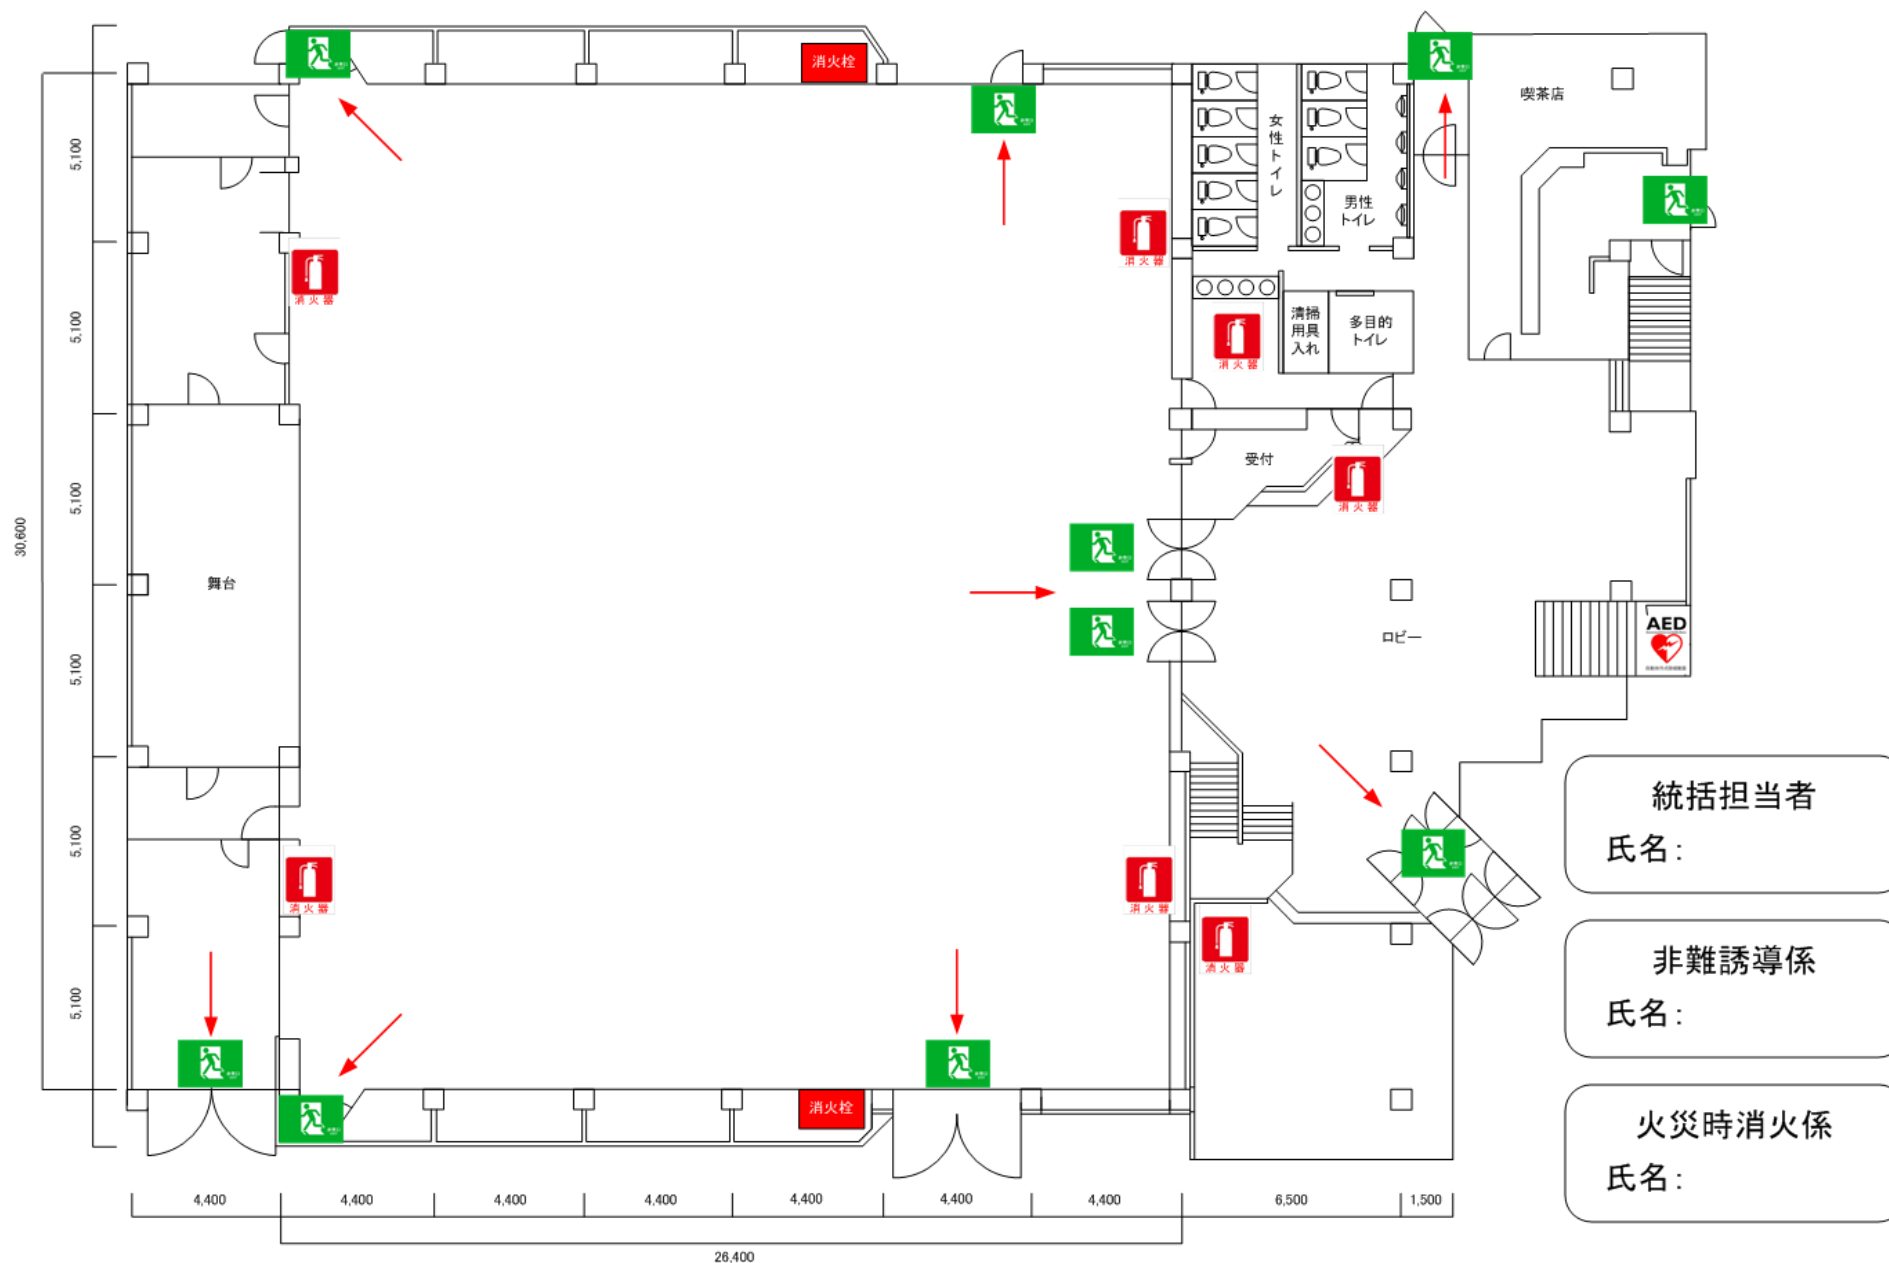 消火栓
喫茶店
女性トイレ
男性
トイレ
消火器
消火器
清掃
用具
入れ
多目的
トイレ
消火器
受付
消火器
舞台
ロビー
AED
統括担当者
氏名：
消火器
消火器
非難誘導係
氏名：
消火器
消火栓
火災時消火係
氏名：
5,100
5,100
5,100
5,100
5,100
5,100
30,600
4,400
4,400
4,400
4,400
4,400
4,400
4,400
6,500
1,500
26,400